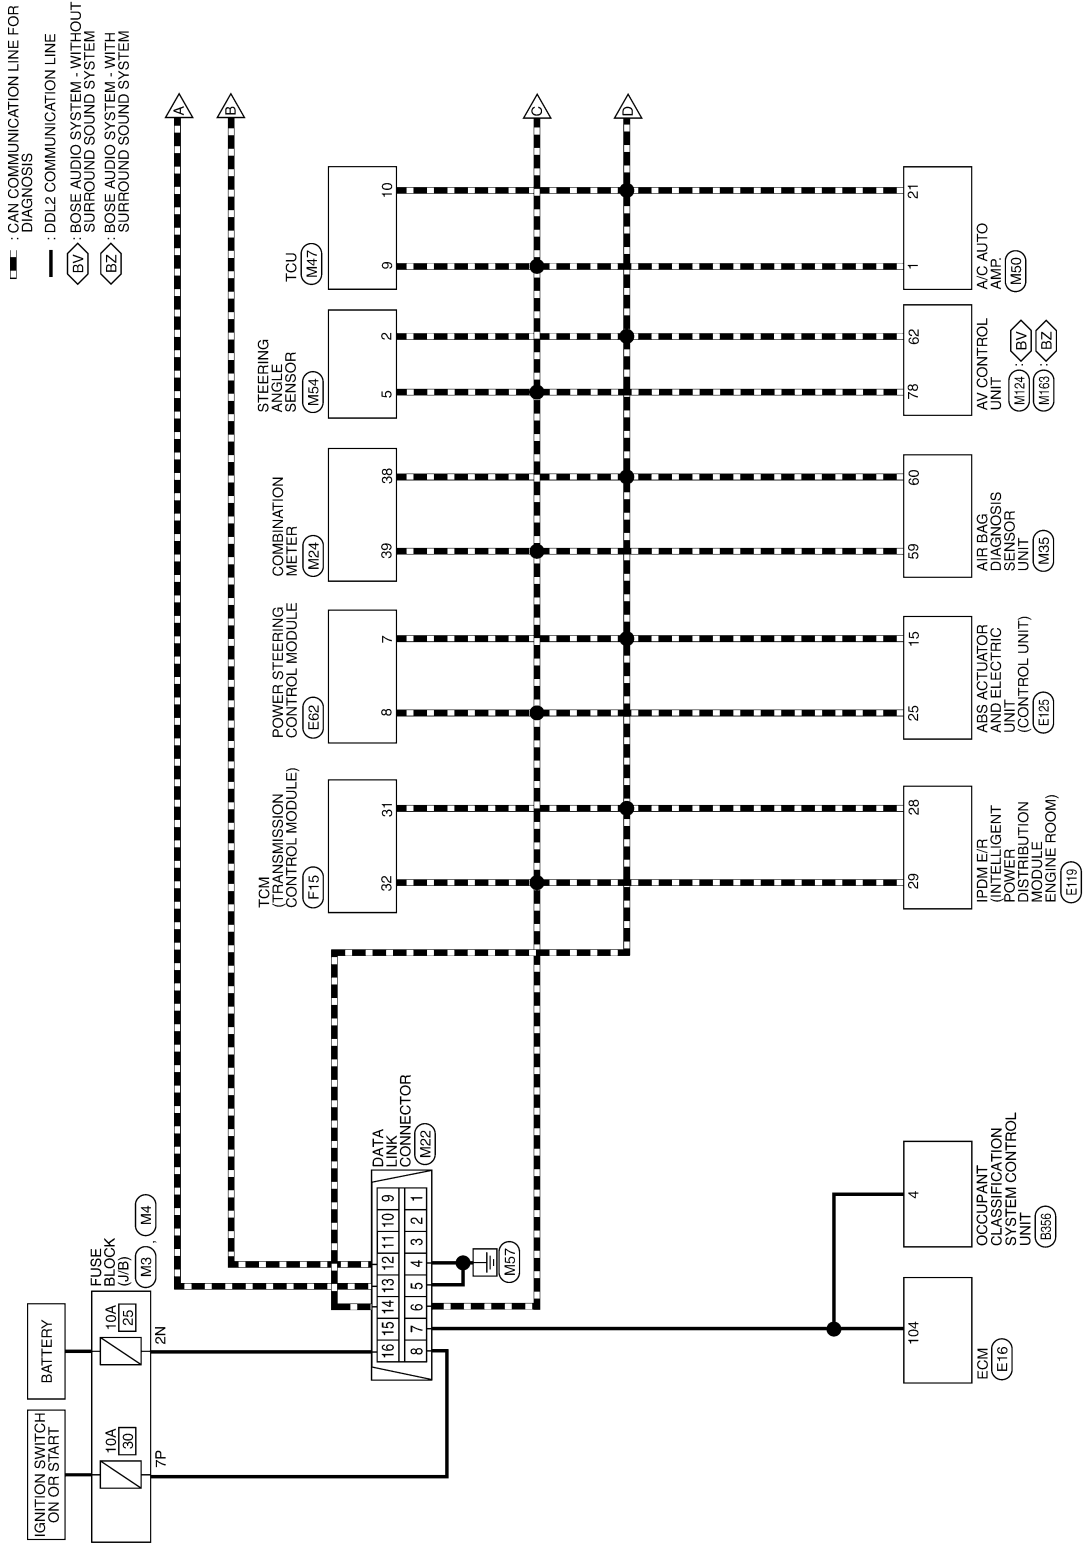 : CAN COMMUNICATION LINE FOR
DIAGNOSIS
: DDL2 COMMUNICATION LINE
BV : BOSE AUDIO SYSTEM - WITHOUT
SURROUND SOUND SYSTEM
BZ : BOSE AUDIO SYSTEM - WITH
SURROUND SOUND SYSTEM
A
B
C
D
IGNITION SWITCH
ON OR START
BATTERY
FUSE
BLOCK
(J/B)
M3 , M4
10A
30
10A
25
7P
2N
DATA
LINK
CONNECTOR
M22
16 15 14 13 12 11 10 9
8 7 6 5 4 3 2 1
M57
TCM
(TRANSMISSION
CONTROL MODULE)
F15
32 31
POWER STEERING
CONTROL MODULE
E62
8 7
COMBINATION
METER
M24
39 38
STEERING
ANGLE
SENSOR
M54
5 2
TCU
M47
9 10
104
ECM
E16
4
OCCUPANT
CLASSIFICATION
SYSTEM CONTROL
UNIT
B356
29 28
IPDM E/R
(INTELLIGENT
POWER
DISTRIBUTION
MODULE
ENGINE ROOM)
E119
25 15
ABS ACTUATOR
AND ELECTRIC
UNIT
(CONTROL UNIT)
E125
59 60
AIR BAG
DIAGNOSIS
SENSOR
UNIT
M35
78 62
AV CONTROL
UNIT
M124 : BV
M163 : BZ
1 21
A/C AUTO
AMP.
M50